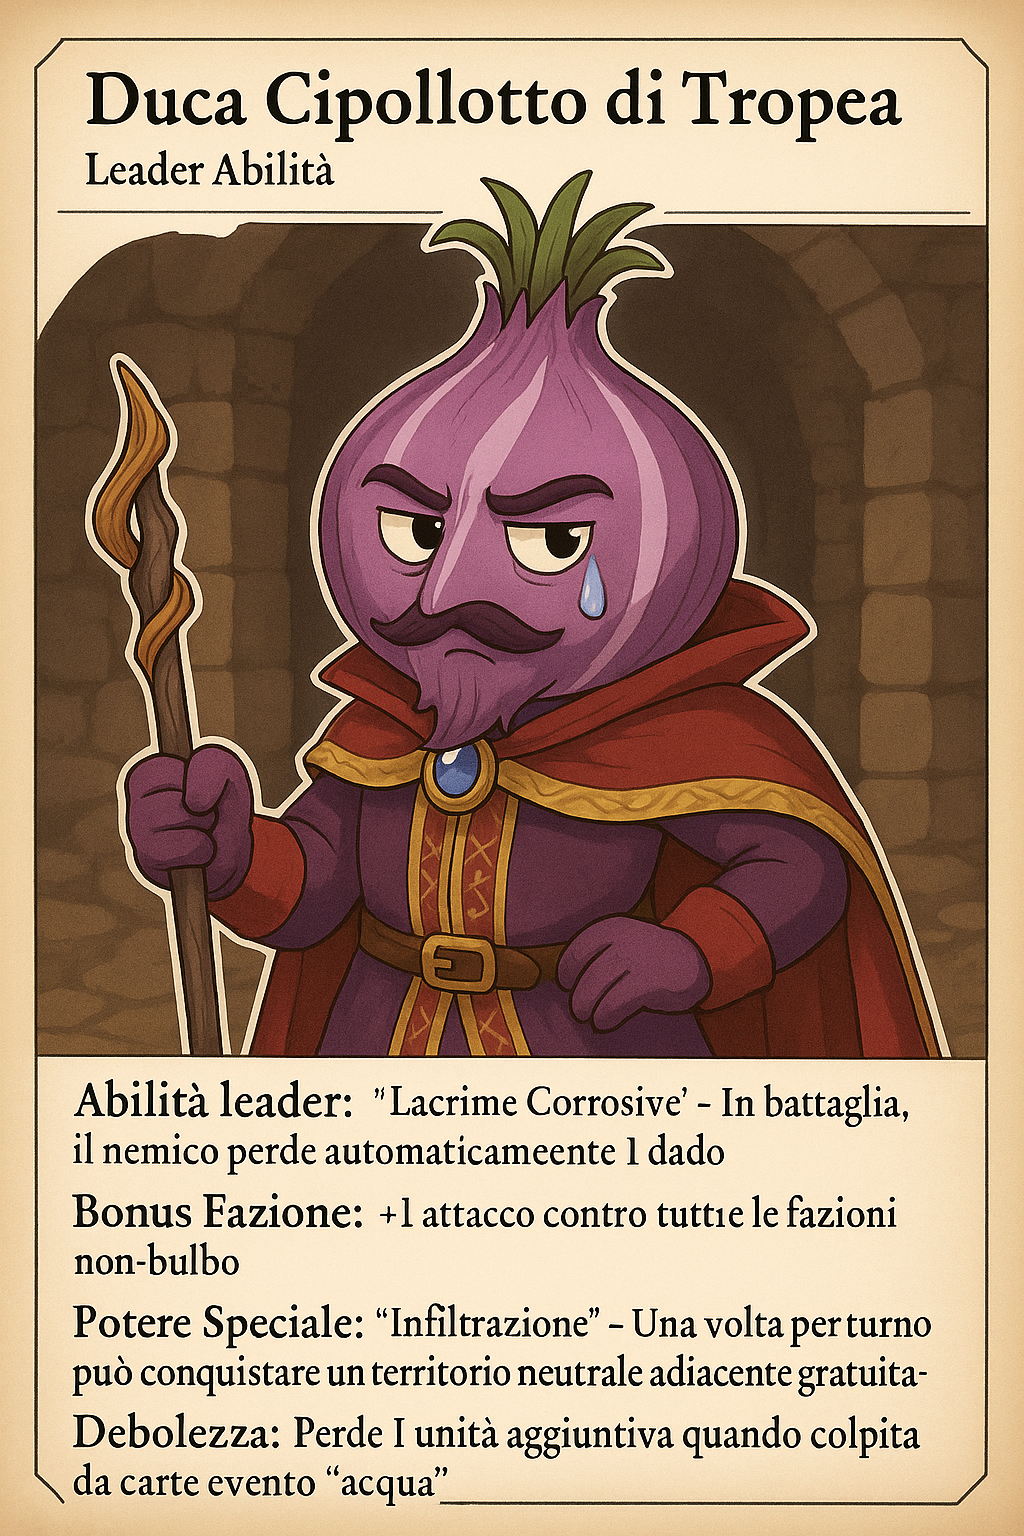 Duca Cipollotto di Tropea
Leader Abilità
Abilità leader: "Lacrime Corrosive' – In battaglia,
il nemico perde automaticameente 1 dado
Bonus Fazione: +1 attacco contro tuttıe le fazioni
non-bulbo
Potere Speciale: “Infiltrazione” – Una volta per turno
può conquistare un territorio neutrale adiacente gratuita-
Debolezza: Perde I unità aggiuntiva quando colpita
da carte evento “acqua”